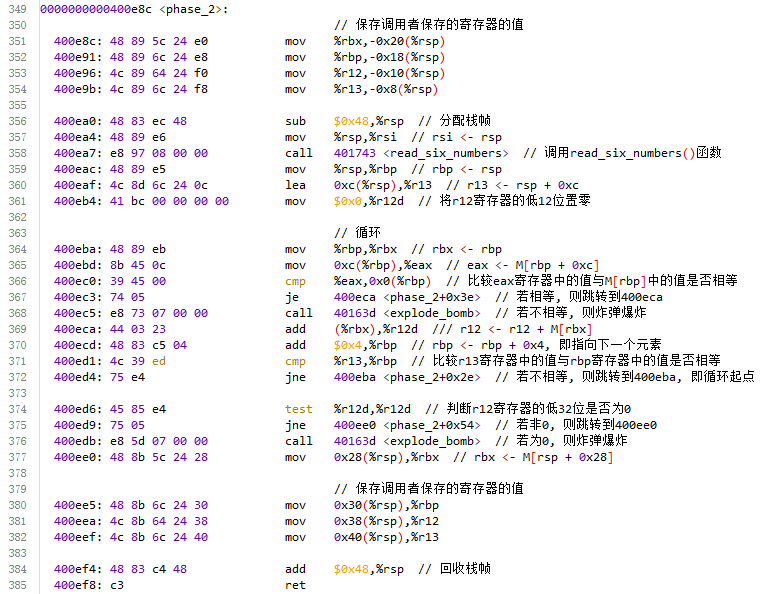 349 0000000000400e8c <phase_2>:
350 // 保存调用者保存的寄存器的值
351 400e8c: 48 89 5c 24 e0 mov %rbx,-0x20(%rsp)
352 400e91: 48 89 6c 24 e8 mov %rbp,-0x18(%rsp)
353 400e96: 4c 89 64 24 f0 mov %r12,-0x10(%rsp)
354 400e9b: 4c 89 6c 24 f8 mov %r13,-0x8(%rsp)
355
356 400ea0: 48 83 ec 48 sub $0x48,%rsp // 分配栈帧
357 400ea4: 48 89 e6 mov %rsp,%rsi // rsi <- rsp
358 400ea7: e8 97 08 00 00 call 401743 <read_six_numbers> // 调用read_six_numbers()函数
359 400eac: 48 89 e5 mov %rsp,%rbp // rbp <- rsp
360 400eaf: 4c 8d 6c 24 0c lea 0xc(%rsp),%r13 // r13 <- rsp + 0xc
361 400eb4: 41 bc 00 00 00 00 mov $0x0,%r12d // 将r12寄存器的低12位置零
362
363 // 循环
364 400eba: 48 89 eb mov %rbp,%rbx // rbx <- rbp
365 400ebd: 8b 45 0c mov 0xc(%rbp),%eax // eax <- M[rbp + 0xc]
366 400ec0: 39 45 00 cmp %eax,0x0(%rbp) // 比较eax寄存器中的值与M[rbp]中的值是否相等
367 400ec3: 74 05 je 400eca <phase_2+0x3e> // 若相等, 则跳转到400eca
368 400ec5: e8 73 07 00 00 call 40163d <explode_bomb> // 若不相等, 则炸弹爆炸
369 400eca: 44 03 23 add (%rbx),%r12d /// r12 <- r12 + M[rbx]
370 400ecd: 48 83 c5 04 add $0x4,%rbp // rbp <- rbp + 0x4, 即指向下一个元素
371 400ed1: 4c 39 ed cmp %r13,%rbp // 比较r13寄存器中的值与rbp寄存器中的值是否相等
372 400ed4: 75 e4 jne 400eba <phase_2+0x2e> // 若不相等, 则跳转到400eba, 即循环起点
373
374 400ed6: 45 85 e4 test %r12d,%r12d // 判断r12寄存器的低32位是否为0
375 400ed9: 75 05 jne 400ee0 <phase_2+0x54> // 若非0, 则跳转到400ee0
376 400edb: e8 5d 07 00 00 call 40163d <explode_bomb> // 若为0, 则炸弹爆炸
377 400ee0: 48 8b 5c 24 28 mov 0x28(%rsp),%rbx // rbx <- M[rsp + 0x28]
378
379 // 保存调用者保存的寄存器的值
380 400ee5: 48 8b 6c 24 30 mov 0x30(%rsp),%rbp
381 400eea: 4c 8b 64 24 38 mov 0x38(%rsp),%r12
382 400eef: 4c 8b 6c 24 40 mov 0x40(%rsp),%r13
383
384 400ef4: 48 83 c4 48 add $0x48,%rsp // 回收栈帧
385 400ef8: c3 ret